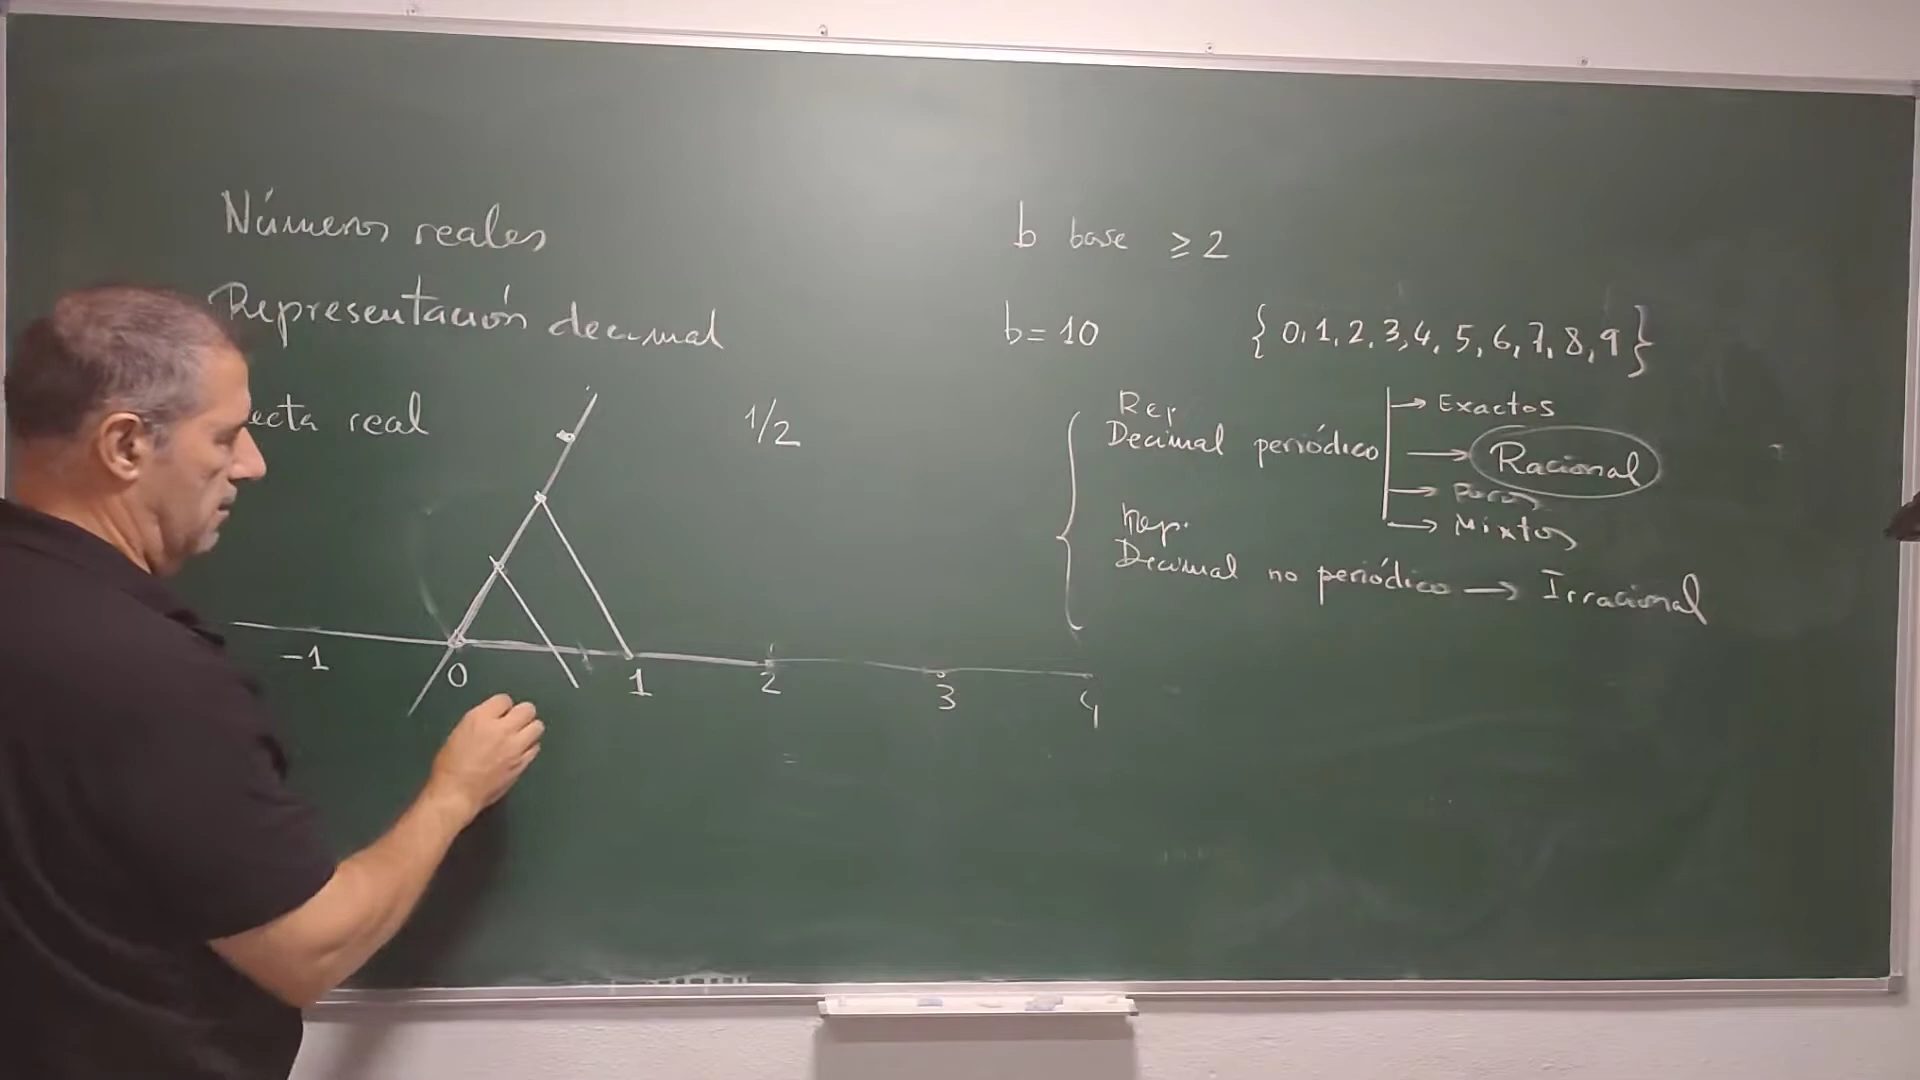 Números reales
Representación decimal
ecta real
1/2
-1 0 1 2 3 4
b base ≥ 2
b = 10 { 0, 1, 2, 3, 4, 5, 6, 7, 8, 9 }
Rep.
Decimal periódico
→ Exactos
→ Racional
→ Puros
→ Mixtos
Rep.
Decimal no periódico → Irracional